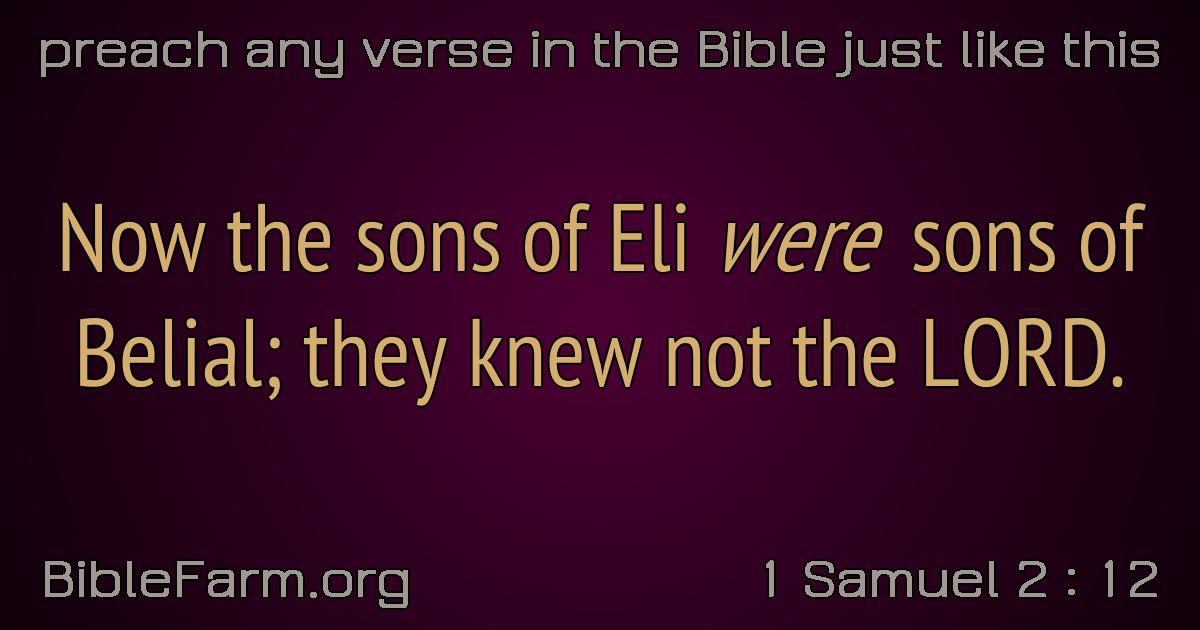 preach any verse in the Bible just like this
Now the sons of Eli were sons of
Belial; they knew not the LORD.
BibleFarm.org
1 Samuel 2 : 12